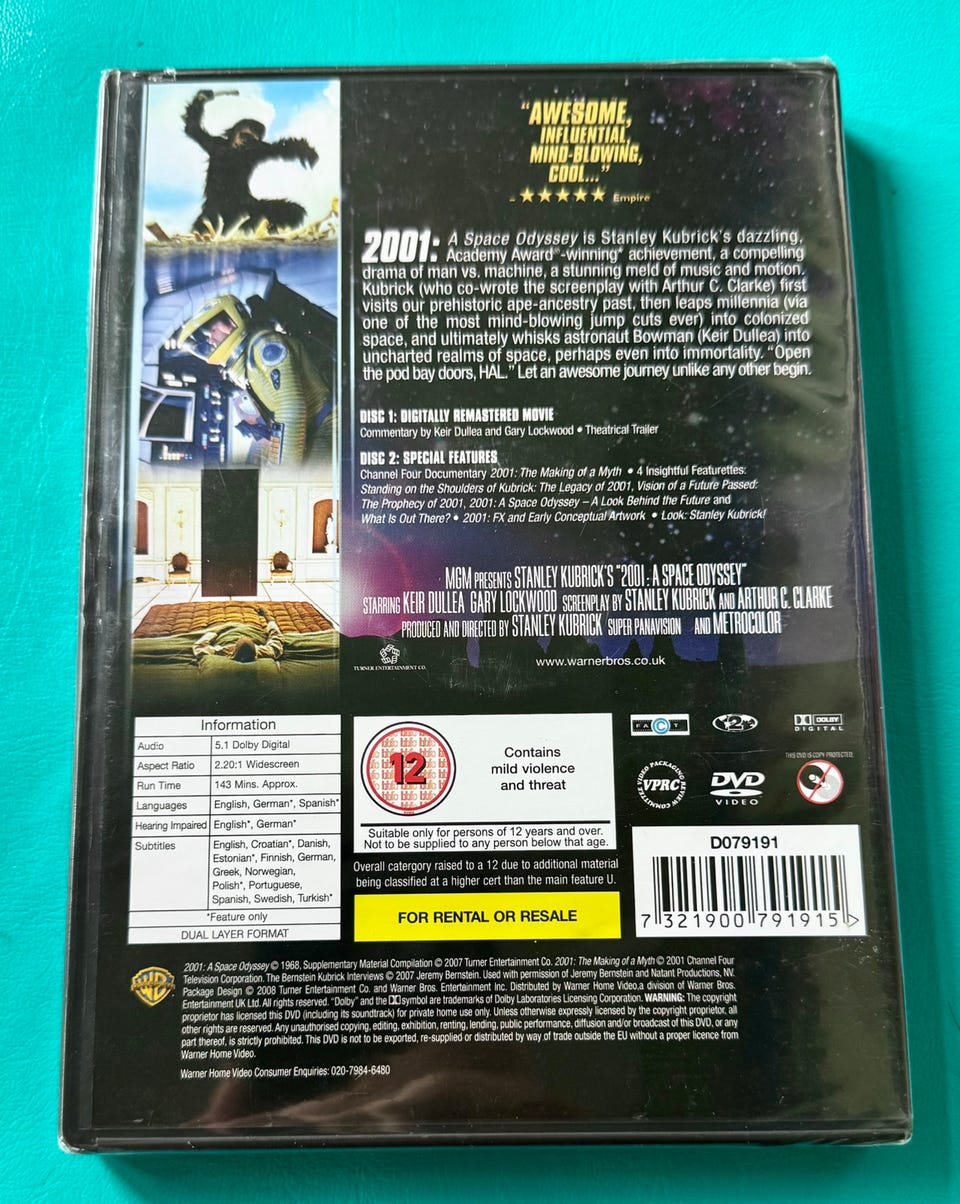 “AWESOME,
INFLUENTIAL,
MIND-BLOWING,
COOL...”
★★★★★ Empire
2001: A Space Odyssey is Stanley Kubrick's dazzling,
Academy Award®-winning* achievement, a compelling
drama of man vs. machine, a stunning meld of music and motion.
Kubrick (who co-wrote the screenplay with Arthur C. Clarke) first
visits our prehistoric ape-ancestry past, then leaps millennia (via
one of the most mind-blowing jump cuts ever) into colonized
space, and ultimately whisks astronaut Bowman (Keir Dullea) into
uncharted realms of space, perhaps even into immortality. “Open
the pod bay doors, HAL.” Let an awesome journey unlike any other begin.
DISC 1: DIGITALLY REMASTERED MOVIE
Commentary by Keir Dullea and Gary Lockwood • Theatrical Trailer
DISC 2: SPECIAL FEATURES
Channel Four Documentary 2001: The Making of a Myth • 4 Insightful Featurettes:
Standing on the Shoulders of Kubrick: The Legacy of 2001, Vision of a Future Passed:
The Prophecy of 2001, 2001: A Space Odyssey – A Look Behind the Future and
What Is Out There? • 2001: FX and Early Conceptual Artwork • Look: Stanley Kubrick!
MGM PRESENTS STANLEY KUBRICK'S "2001: A SPACE ODYSSEY"
STARRING KEIR DULLEA GARY LOCKWOOD SCREENPLAY BY STANLEY KUBRICK AND ARTHUR C. CLARKE
PRODUCED AND DIRECTED BY STANLEY KUBRICK SUPER PANAVISION AND METROCOLOR
TURNER ENTERTAINMENT CO.
www.warnerbros.co.uk
Information
Audio 5.1 Dolby Digital
Aspect Ratio 2.20:1 Widescreen
Run Time 143 Mins. Approx.
Languages English, German*, Spanish*
Hearing Impaired English*, German*
Subtitles English, Croatian*, Danish,
Estonian*, Finnish, German,
Greek, Norwegian,
Polish*, Portuguese,
Spanish, Swedish, Turkish*
*Feature only
DUAL LAYER FORMAT
12
Contains
mild violence
and threat
Suitable only for persons of 12 years and over.
Not to be supplied to any person below that age.
Overall catergory raised to a 12 due to additional material
being classified at a higher cert than the main feature U.
FOR RENTAL OR RESALE
FACT
2
DOLBY
DIGITAL
VIDEO PACKAGING REVIEW COMMITTEE
VPRC
DVD
VIDEO
THIS DVD IS COPY PROTECTED
D079191
7 321900 791915 >
WB
2001: A Space Odyssey © 1968, Supplementary Material Compilation © 2007 Turner Entertainment Co. 2001: The Making of a Myth © 2001 Channel Four
Television Corporation. The Bernstein Kubrick Interviews © 2007 Jeremy Bernstein. Used with permission of Jeremy Bernstein and Natant Productions, NV.
Package Design © 2008 Turner Entertainment Co. and Warner Bros. Entertainment Inc. Distributed by Warner Home Video,a division of Warner Bros.
Entertainment UK Ltd. All rights reserved. “Dolby” and the symbol are trademarks of Dolby Laboratories Licensing Corporation. WARNING: The copyright
proprietor has licensed this DVD (including its soundtrack) for private home use only. Unless otherwise expressly licensed by the copyright proprietor, all
other rights are reserved. Any unauthorised copying, editing, exhibition, renting, lending, public performance, diffusion and/or broadcast of this DVD, or any
part thereof, is strictly prohibited. This DVD is not to be exported, re-supplied or distributed by way of trade outside the EU without a proper licence from
Warner Home Video.
Warner Home Video Consumer Enquiries: 020-7984-6480